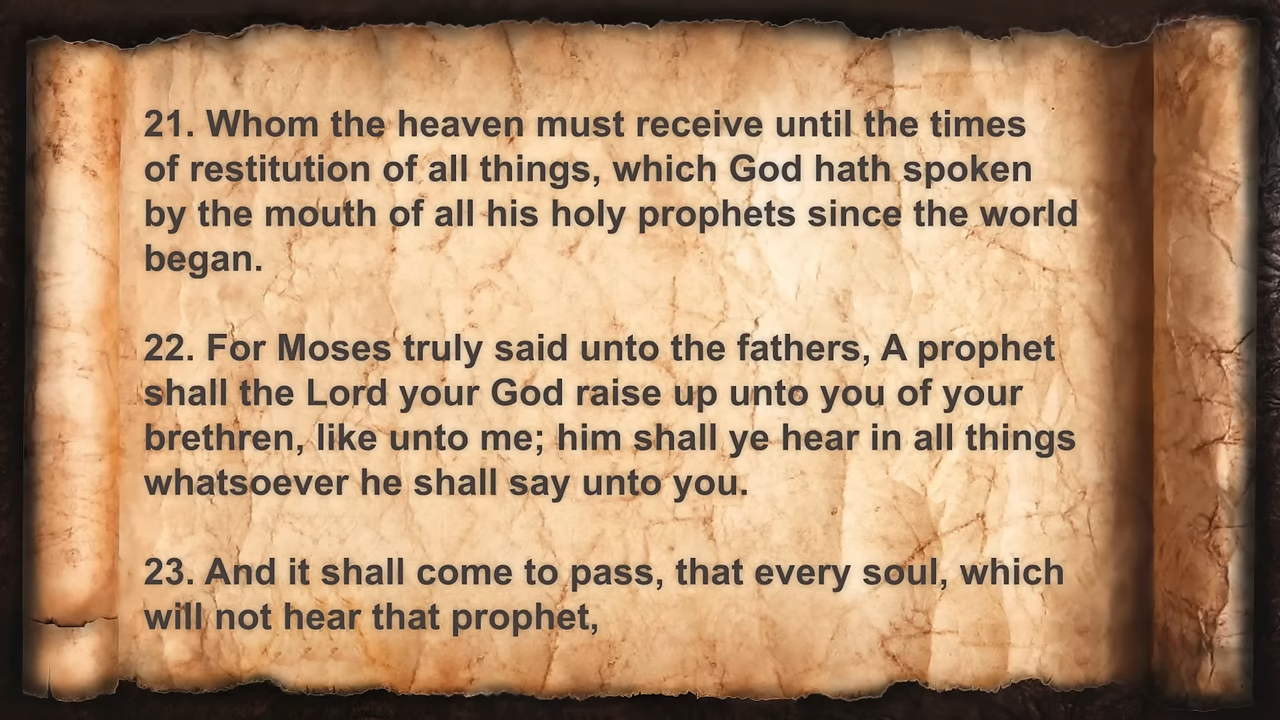 21. Whom the heaven must receive until the times
of restitution of all things, which God hath spoken
by the mouth of all his holy prophets since the world
began.
22. For Moses truly said unto the fathers, A prophet
shall the Lord your God raise up unto you of your
brethren, like unto me; him shall ye hear in all things
whatsoever he shall say unto you.
23. And it shall come to pass, that every soul, which
will not hear that prophet,